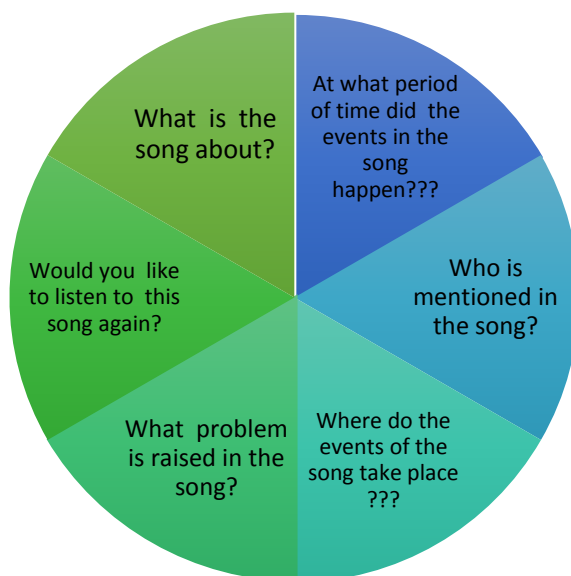 At what period
of time did the
events in the
song
happen???
Who is
mentioned in
the song?
Where do the
events of the
song take place
???
What problem
is raised in the
song?
Would you like
to listen to this
song again?
What is the
song about?